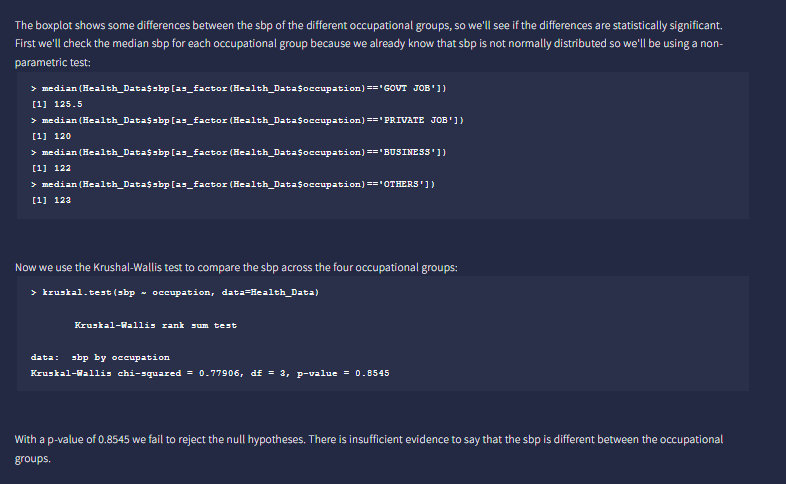 The boxplot shows some differences between the sbp of the different occupational groups, so we'll see if the differences are statistically significant.
First we'll check the median sbp for each occupational group because we already know that sbp is not normally distributed so we'll be using a non-
parametric test:
> median(Health_Data$sbp[as_factor(Health_Data$occupation)=='GOVT JOB'])
[1] 125.5
> median(Health_Data$sbp[as_factor(Health_Data$occupation)=='PRIVATE JOB'])
[1] 120
> median(Health_Data$sbp[as_factor(Health_Data$occupation)=='BUSINESS'])
[1] 122
> median(Health_Data$sbp[as_factor(Health_Data$occupation)=='OTHERS'])
[1] 123
Now we use the Krushal-Wallis test to compare the sbp across the four occupational groups:
> kruskal.test(sbp ~ occupation, data=Health_Data)
Kruskal-Wallis rank sum test
data:  sbp by occupation
Kruskal-Wallis chi-squared = 0.77906, df = 3, p-value = 0.8545
With a p-value of 0.8545 we fail to reject the null hypotheses. There is insufficient evidence to say that the sbp is different between the occupational
groups.